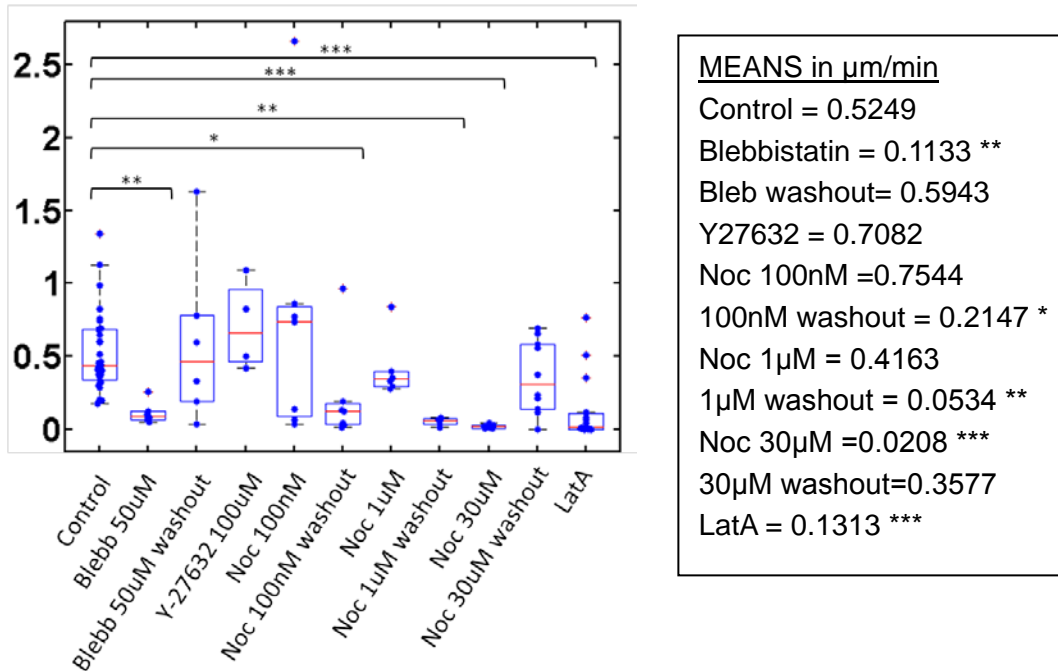 2.5
2
1.5
1
0.5
0
***
***
**
*
**
Control
Blebb 50uM
Blebb 50uM washout
Y-27632 100uM
Noc 100nM
Noc 100nM washout
Noc 1uM
Noc 1uM washout
Noc 30uM
Noc 30uM washout
LatA
MEANS in µm/min
Control = 0.5249
Blebbistatin = 0.1133 **
Bleb washout= 0.5943
Y27632 = 0.7082
Noc 100nM =0.7544
100nM washout = 0.2147 *
Noc 1µM = 0.4163
1µM washout = 0.0534 **
Noc 30µM =0.0208 ***
30µM washout=0.3577
LatA = 0.1313 ***